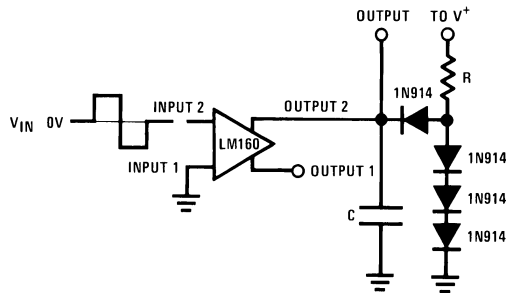 OUTPUT TO V+
R
1N914
V_IN 0V INPUT 2 OUTPUT 2
LM160
1N914
INPUT 1 OUTPUT 1
1N914
C
1N914